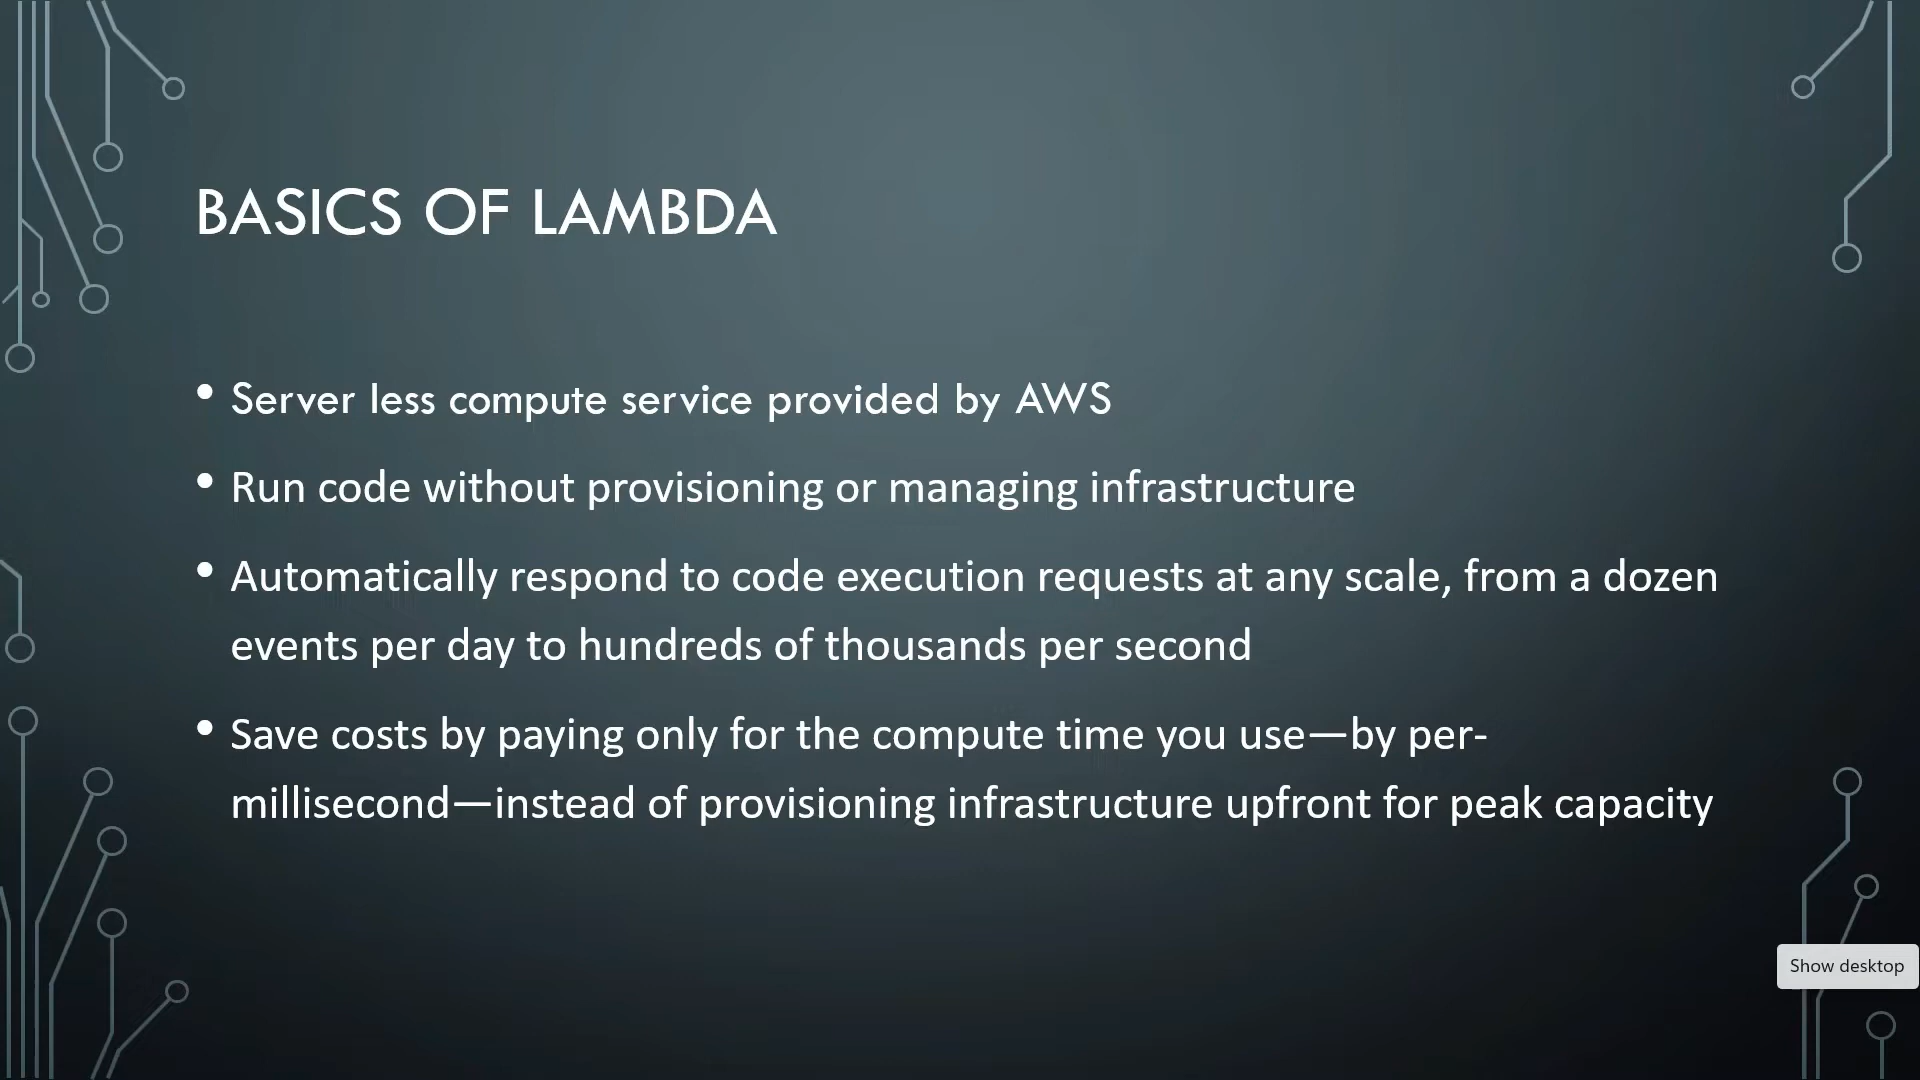 BASICS OF LAMBDA
• Server less compute service provided by AWS
• Run code without provisioning or managing infrastructure
• Automatically respond to code execution requests at any scale, from a dozen
events per day to hundreds of thousands per second
• Save costs by paying only for the compute time you use—by per-
millisecond—instead of provisioning infrastructure upfront for peak capacity
Show desktop